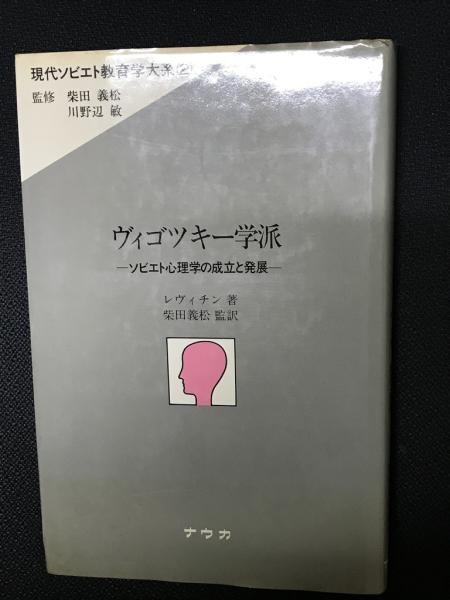 現代ソビエト教育学大系②
監修 柴田 義松
川野辺 敏
ヴィゴツキー学派
―ソビエト心理学の成立と発展―
レヴィチン 著
柴田義松 監訳
ナウカ